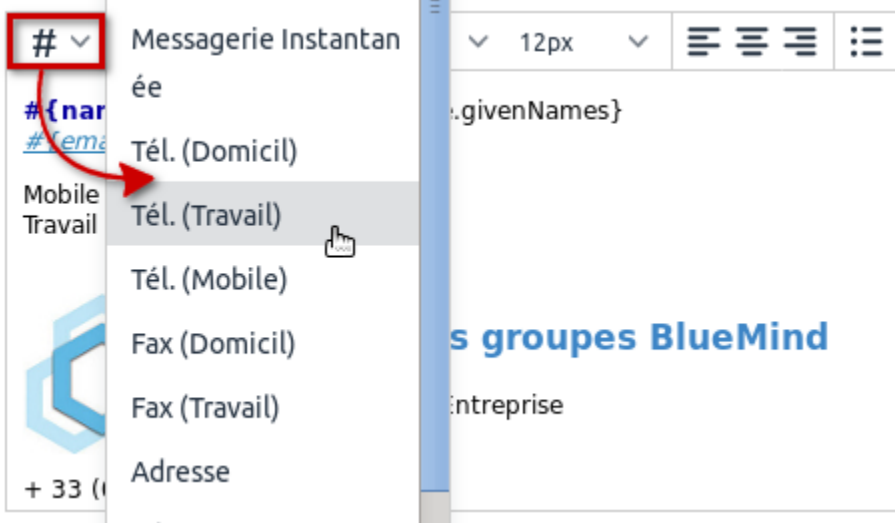 # 12px
Messagerie Instantan
ée
Tél. (Domicil)
Tél. (Travail)
Tél. (Mobile)
Fax (Domicil)
Fax (Travail)
Adresse
#{nar .givenNames}
#{ema
Mobile
Travail
s groupes BlueMind
Entreprise
+ 33 (